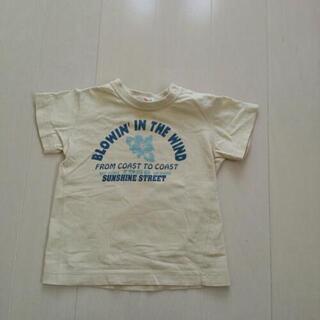 BLOWIN' IN THE WIND
FROM COAST TO COAST
SUNSHINE STREET